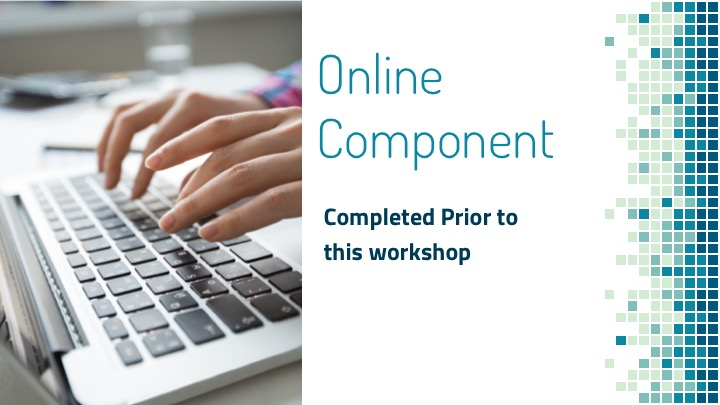 Online
Component
Completed Prior to
this workshop